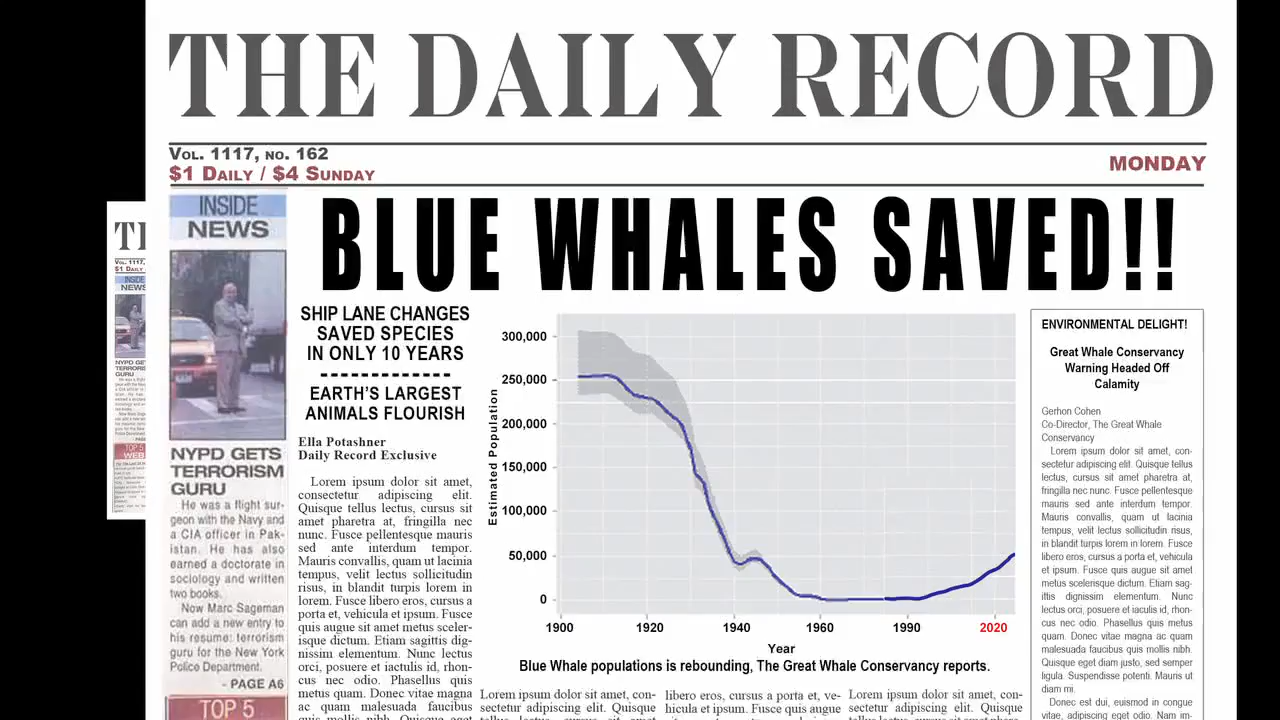 THE DAILY RECORD
Vol. 1117, no. 162
$1 Daily / $4 Sunday
MONDAY
INSIDE
NEWS
NYPD GETS
TERRORISM
GURU
He was a flight sur-
geon with the Navy and
a CIA officer in Pak-
istan. He has also
earned a doctorate in
sociology and written
two books.
Now Marc Sageman
can add a new entry to
his resume: terrorism
guru for the New York
Police Department.
- PAGE A6
TOP 5
BLUE WHALES SAVED!!
SHIP LANE CHANGES
SAVED SPECIES
IN ONLY 10 YEARS
EARTH'S LARGEST
ANIMALS FLOURISH
Ella Potashner
Daily Record Exclusive
Lorem ipsum dolor sit amet,
consectetur adipiscing elit.
Quisque tellus lectus, cursus sit
amet pharetra at, fringilla nec
nunc. Fusce pellentesque mauris
sed ante interdum tempor.
Mauris convallis, quam ut lacinia
tempus, velit lectus sollicitudin
risus, in blandit turpis lorem in
lorem. Fusce libero eros, cursus a
porta et, vehicula et ipsum. Fusce
quis augue sit amet metus sceler-
isque dictum. Etiam sagittis dig-
nissim elementum. Nunc lectus
orci, posuere et iaculis id, rhon-
cus nec odio. Phasellus quis
metus quam. Donec vitae magna
ac quam malesuada faucibus
quis mollis nibh. Quisque eget
Estimated Population
300,000
250,000
200,000
150,000
100,000
50,000
0
1900
1920
1940
1960
1990
2020
Year
Blue Whale populations is rebounding, The Great Whale Conservancy reports.
Lorem ipsum dolor sit amet, con-
sectetur adipiscing elit. Quisque
libero eros, cursus a porta et, ve-
hicula et ipsum. Fusce quis augue
Lorem ipsum dolor sit amet, con-
sectetur adipiscing elit. Quisque
ENVIRONMENTAL DELIGHT!
Great Whale Conservancy
Warning Headed Off
Calamity
Gerhon Cohen
Co-Director, The Great Whale
Conservancy
Lorem ipsum dolor sit amet, con-
sectetur adipiscing elit. Quisque tellus
lectus, cursus sit amet pharetra at,
fringilla nec nunc. Fusce pellentesque
mauris sed ante interdum tempor.
Mauris convallis, quam ut lacinia
tempus, velit lectus sollicitudin risus,
in blandit turpis lorem in lorem. Fusce
libero eros, cursus a porta et, vehicula
et ipsum. Fusce quis augue sit amet
metus scelerisque dictum. Etiam sag-
ittis dignissim elementum. Nunc
lectus orci, posuere et iaculis id, rhon-
cus nec odio. Phasellus quis metus
quam. Donec vitae magna ac quam
malesuada faucibus quis mollis nibh.
Quisque eget diam justo, sed semper
ligula. Suspendisse potenti. Mauris ut
diam mi.
Donec est dui, euismod in congue
vitae, adipiscing eget odio. Nam in-